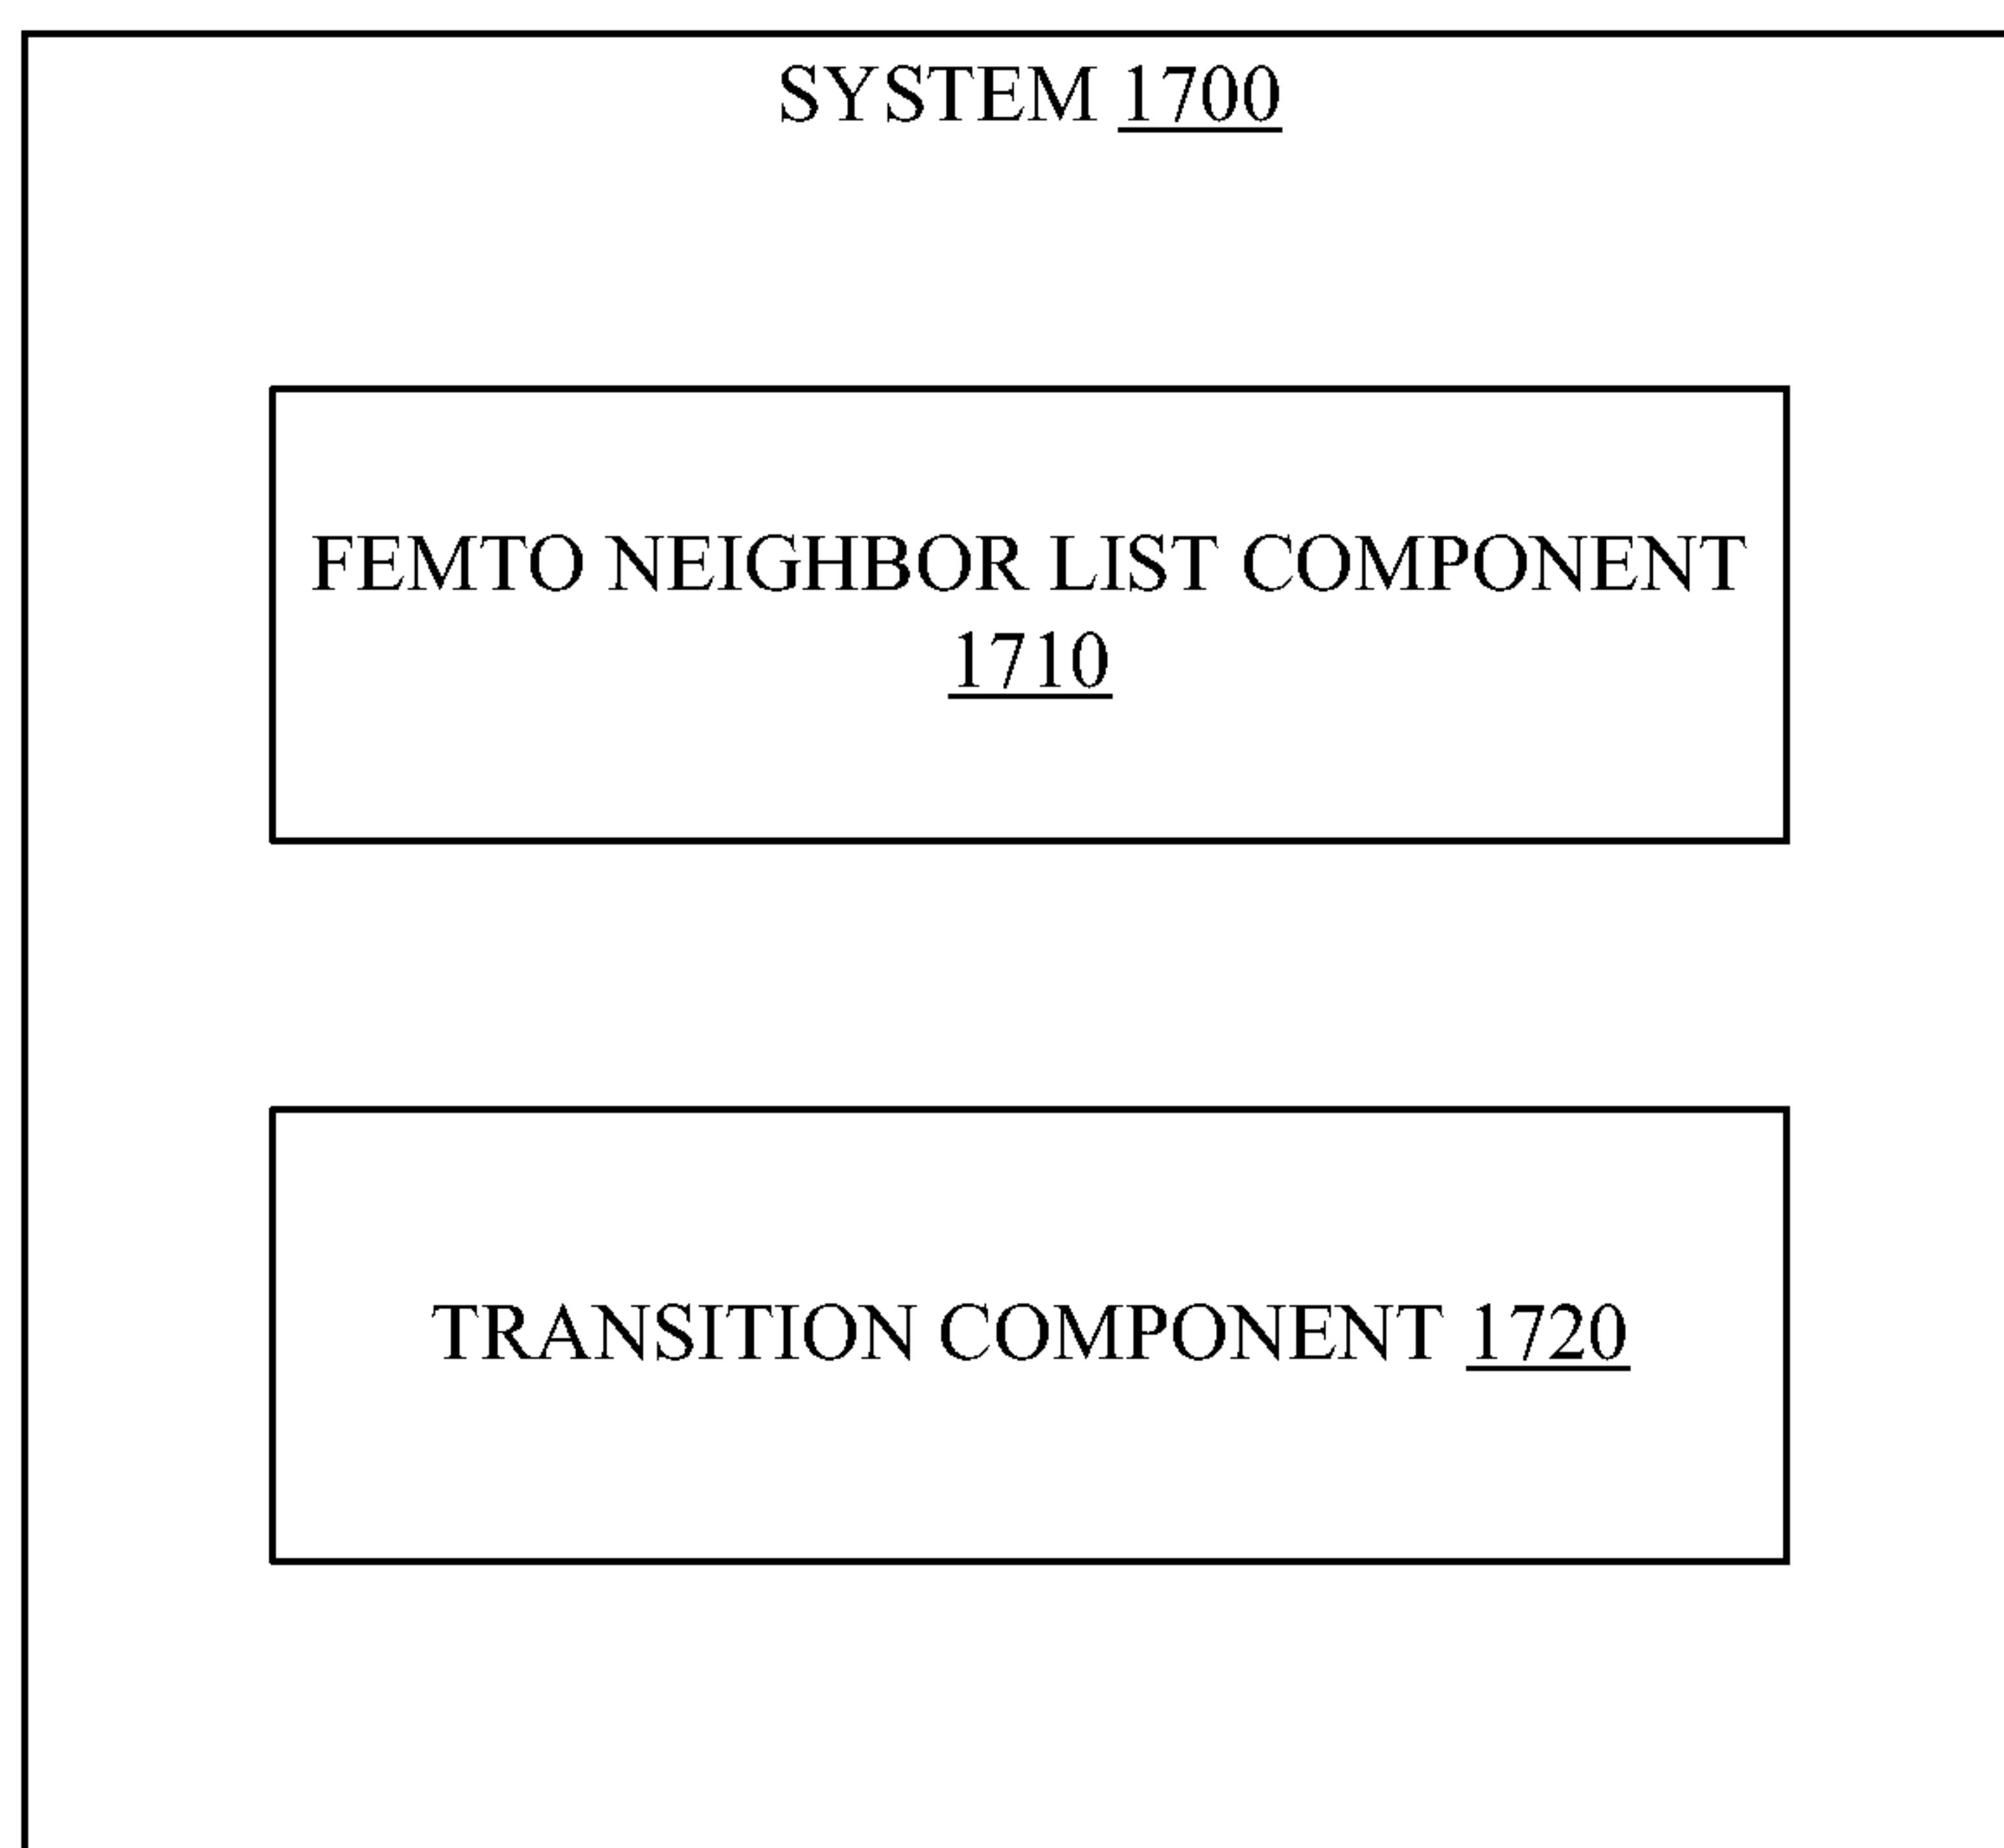 SYSTEM 1700
FEMTO NEIGHBOR LIST COMPONENT
1710
TRANSITION COMPONENT 1720